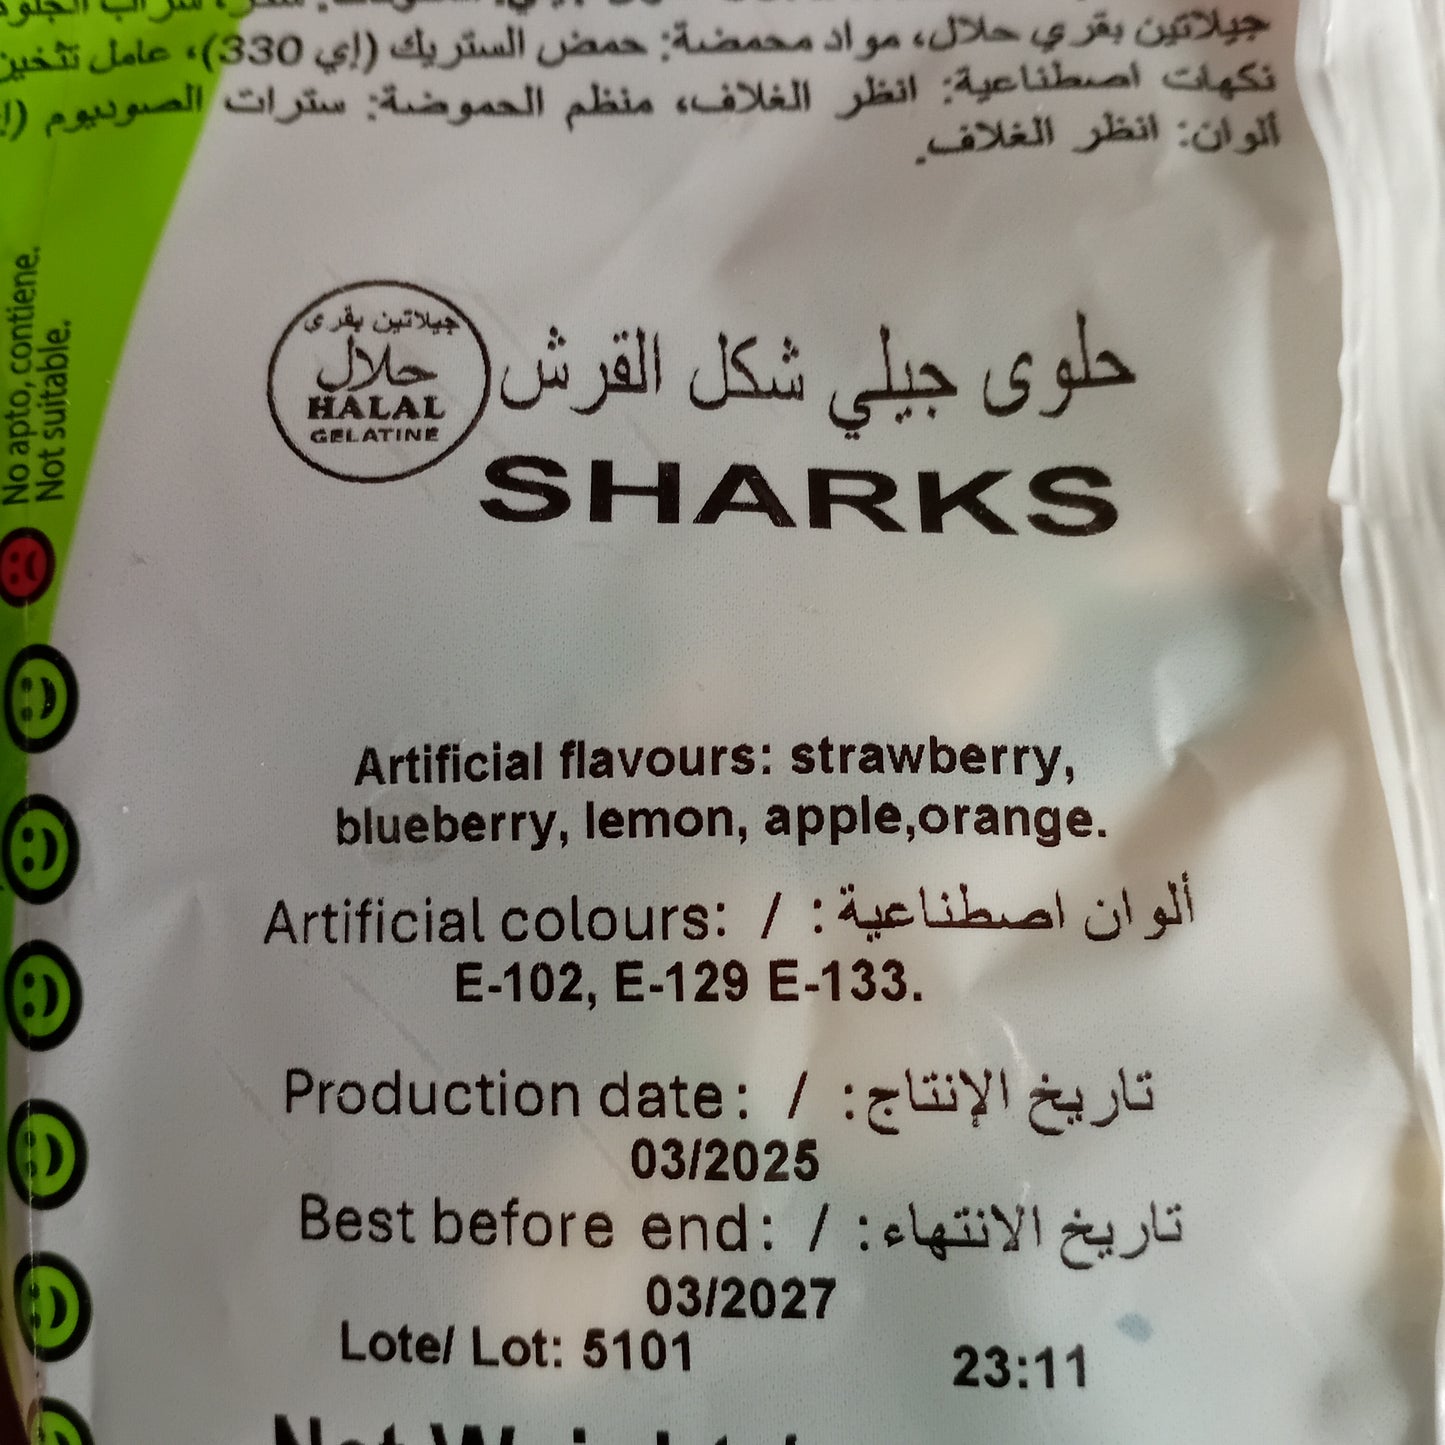 جيلاتين بقري حلال، مواد محمضة: حمض الستريك (إي 330)، عامل تثخين
نكهات اصطناعية: انظر الغلاف، منظم الحموضة: سترات الصوديوم
ألوان: انظر الغلاف.
No apto, contiene.
Not suitable.
جيلاتين بقري
حلال
HALAL
GELATINE
حلوى جيلي شكل القرش
SHARKS
Artificial flavours: strawberry,
blueberry, lemon, apple,orange.
Artificial colours: / ألوان اصطناعية:
E-102, E-129 E-133.
Production date: / تاريخ الإنتاج:
03/2025
Best before end: / تاريخ الانتهاء:
03/2027
Lote/ Lot: 5101 23:11